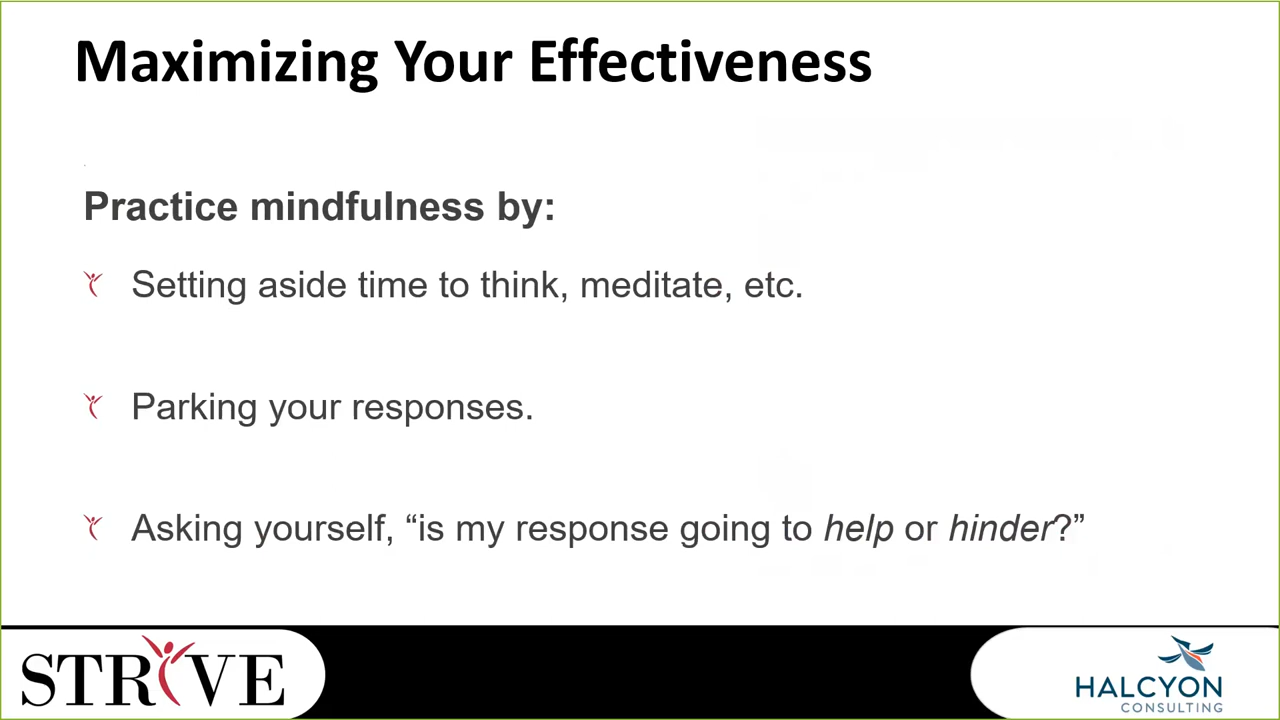 Maximizing Your Effectiveness
Practice mindfulness by:
Setting aside time to think, meditate, etc.
Parking your responses.
Asking yourself, “is my response going to help or hinder?”
STRIVE
HALCYON
CONSULTING